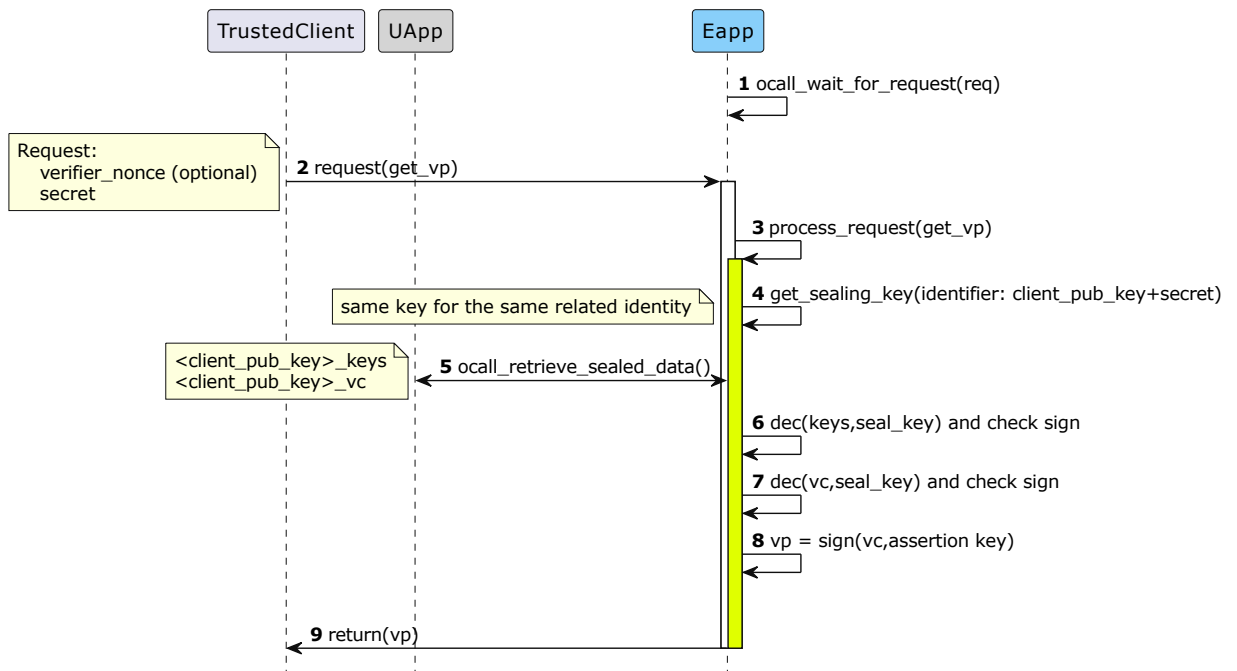 TrustedClient
UApp
Eapp
1 ocall_wait_for_request(req)
Request:
verifier_nonce (optional)
secret
2 request(get_vp)
3 process_request(get_vp)
same key for the same related identity
4 get_sealing_key(identifier: client_pub_key+secret)
<client_pub_key>_keys
<client_pub_key>_vc
5 ocall_retrieve_sealed_data()
6 dec(keys,seal_key) and check sign
7 dec(vc,seal_key) and check sign
8 vp = sign(vc,assertion key)
9 return(vp)